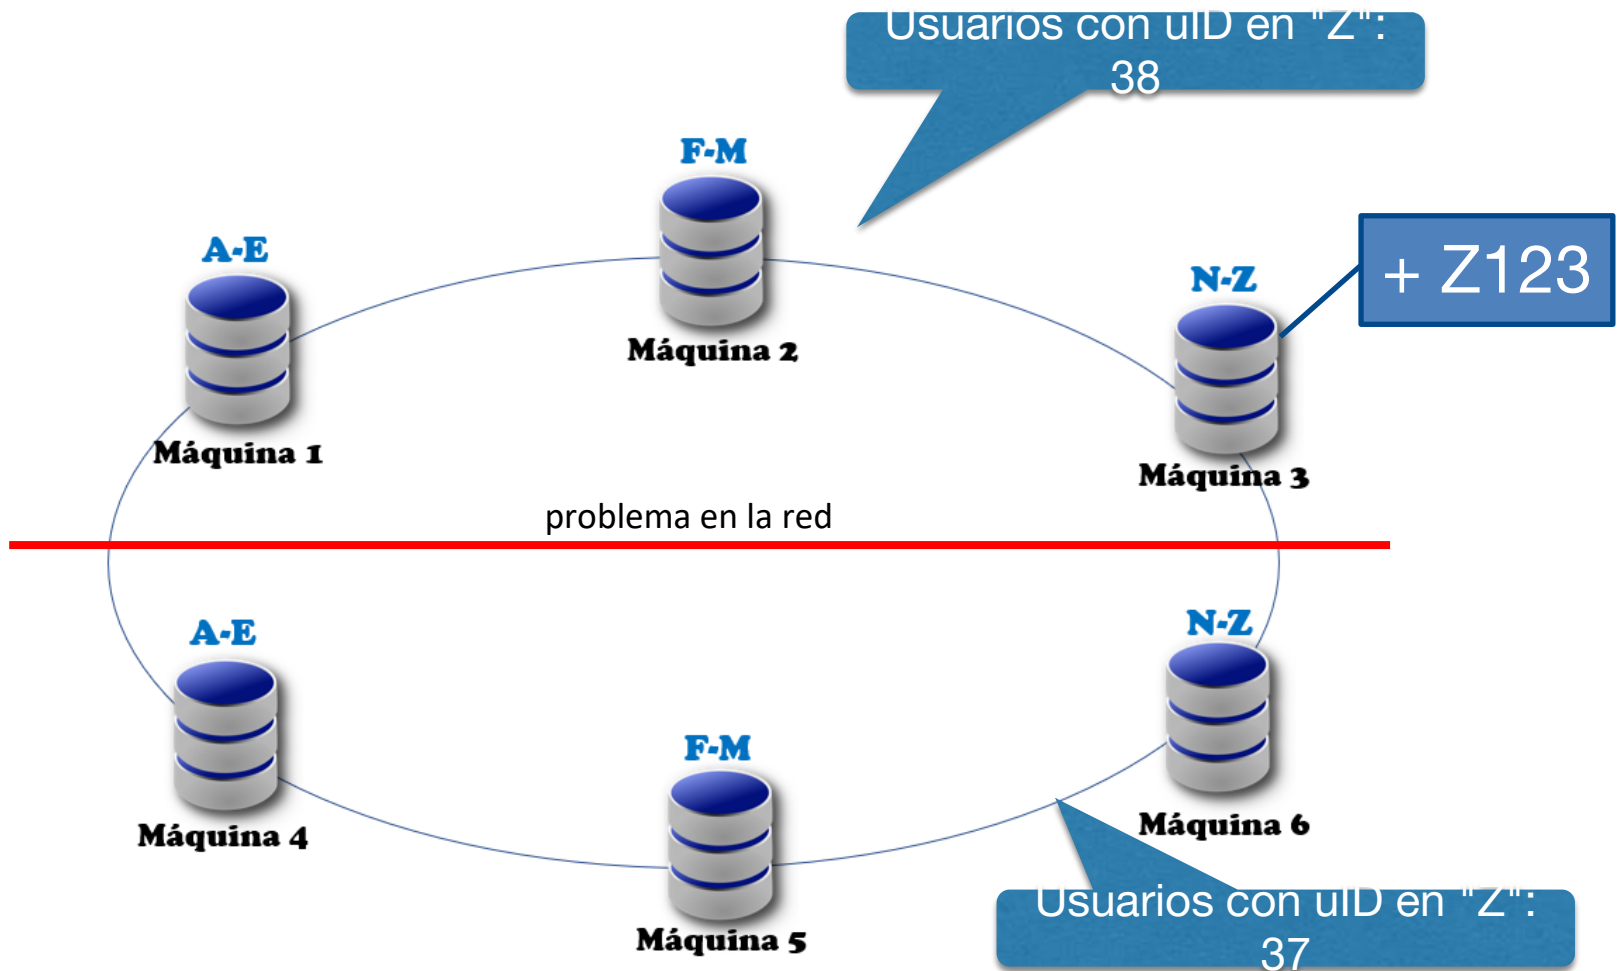 Usuarios con uID en "Z":
38
F-M
A-E
+ Z123
N-Z
Máquina 2
Máquina 1
Máquina 3
problema en la red
A-E
N-Z
F-M
Máquina 4
Máquina 6
Usuarios con uID en "Z":
Máquina 5
37